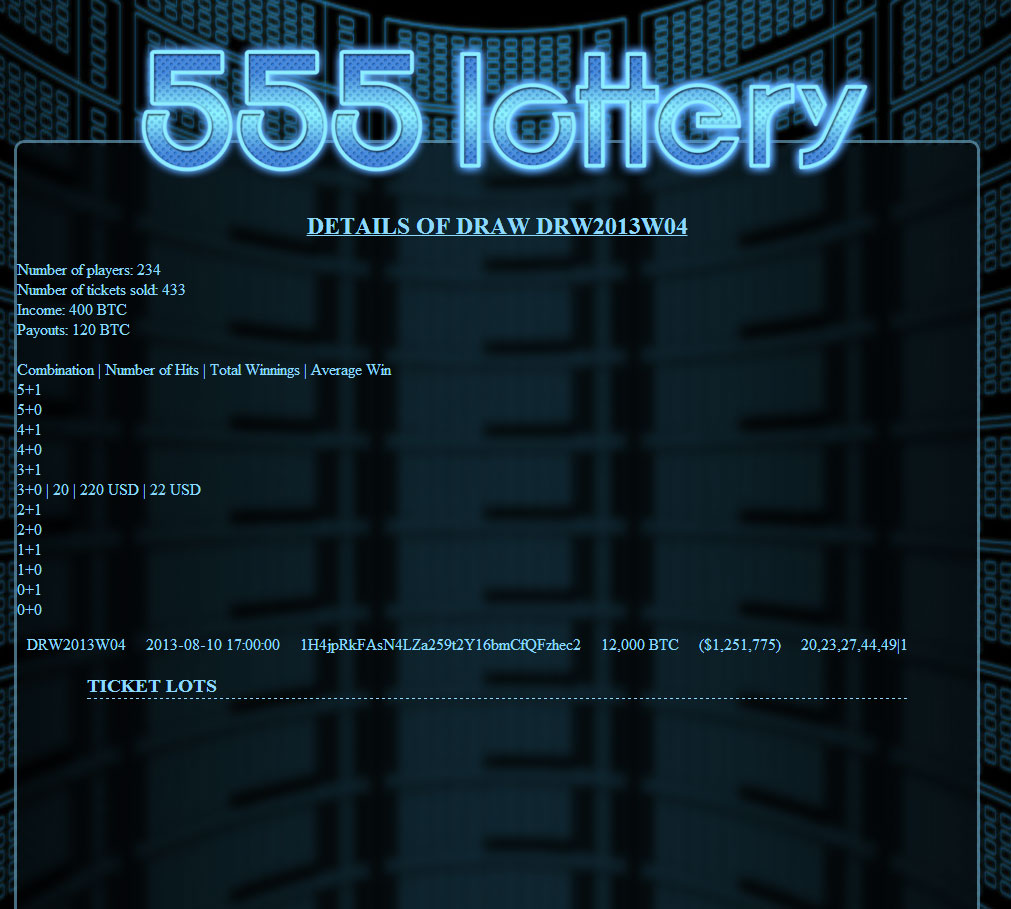 555 lottery
DETAILS OF DRAW DRW2013W04
Number of players: 234
Number of tickets sold: 433
Income: 400 BTC
Payouts: 120 BTC
Combination | Number of Hits | Total Winnings | Average Win
5+1
5+0
4+1
4+0
3+1
3+0 | 20 | 220 USD | 22 USD
2+1
2+0
1+1
1+0
0+1
0+0
DRW2013W04 2013-08-10 17:00:00 1H4jpRkFAsN4LZa259t2Y16bmCfQFzhec2 12,000 BTC ($1,251,775) 20,23,27,44,49|1
TICKET LOTS